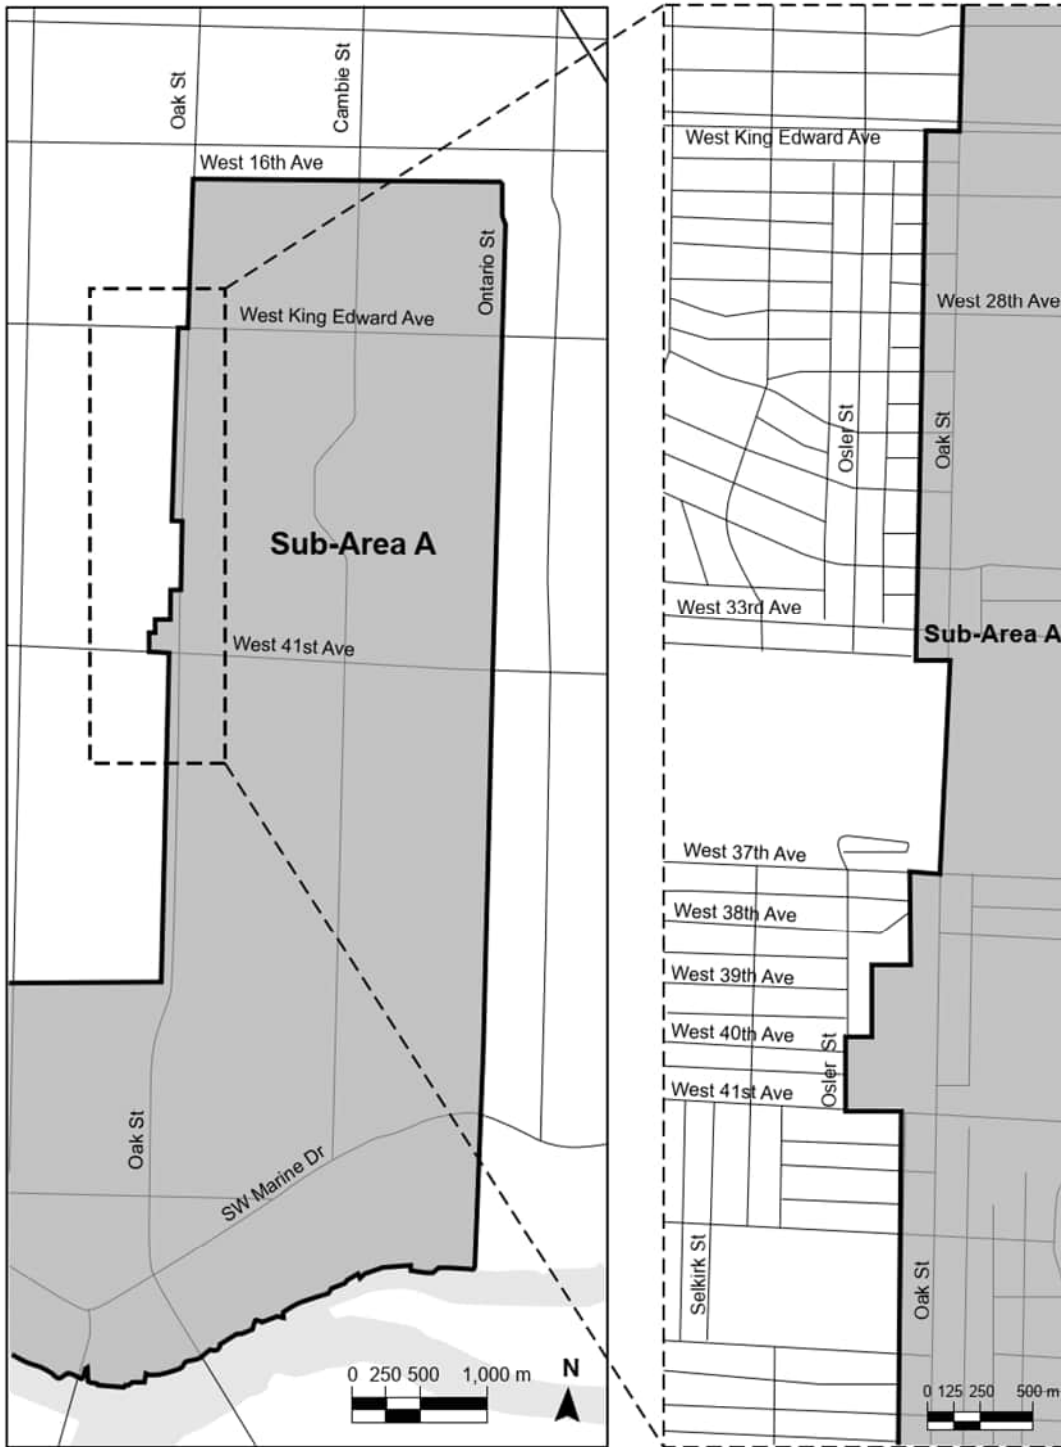 Oak St
Cambie St
West 16th Ave
Ontario St
West King Edward Ave
Sub-Area A
West 41st Ave
Oak St
SW Marine Dr
0 250 500 1,000 m
N
West King Edward Ave
West 28th Ave
Osler St
Oak St
West 33rd Ave
Sub-Area A
West 37th Ave
West 38th Ave
West 39th Ave
West 40th Ave
Osler St
West 41st Ave
Selkirk St
Oak St
0 125 250 500 m